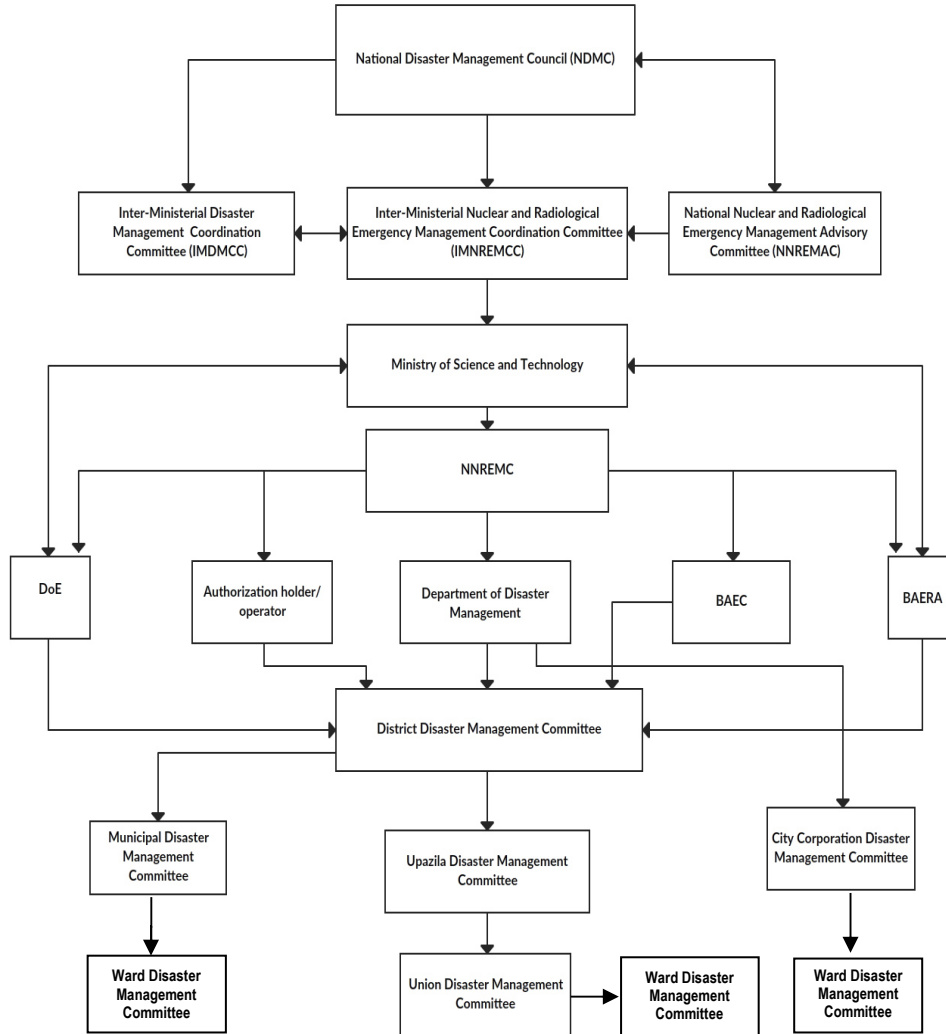 National Disaster Management Council (NDMC)
Inter-Ministerial Disaster
Management Coordination
Committee (IMDMCC)
Inter-Ministerial Nuclear and Radiological
Emergency Management Coordination Committee
(IMNREMCC)
National Nuclear and Radiological
Emergency Management Advisory
Committee (NNREMAC)
Ministry of Science and Technology
NNREMC
DoE
Authorization holder/
operator
Department of Disaster
Management
BAEC
BAERA
District Disaster Management Committee
Municipal Disaster
Management
Committee
Upazila Disaster Management
Committee
City Corporation Disaster
Management Committee
Ward Disaster
Management
Committee
Union Disaster Management
Committee
Ward Disaster
Management
Committee
Ward Disaster
Management
Committee